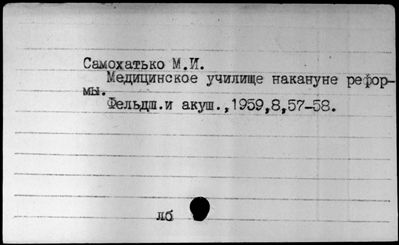 Самохатько М.И.
Медицинское училище накануне рефор-
мы.
Фельдш.и акуш.,1959,8,57-58.
лб